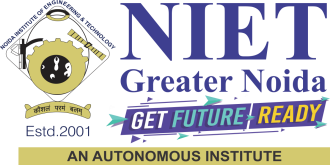 NOIDA INSTITUTE OF ENGINEERING & TECHNOLOGY
कौशलं परमं बलम्
Estd.2001
NIET
Greater Noida
GET FUTURE READY
AN AUTONOMOUS INSTITUTE